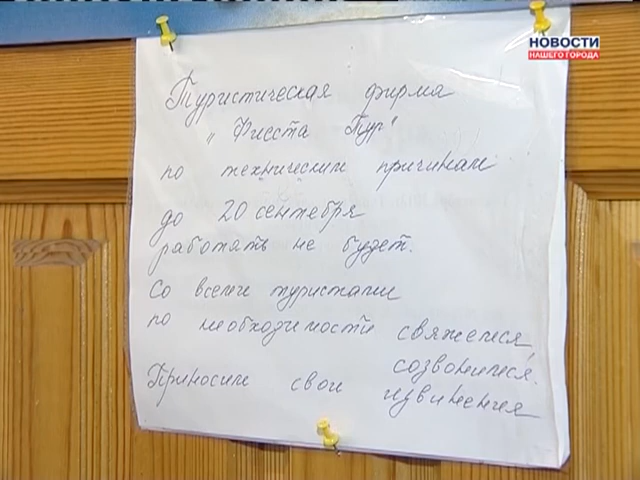 НОВОСТИ
НАШЕГО ГОРОДА
Туристическая фирма
„Фиеста Тур"
по техническим причинам
до 20 сентября
работать не будет.
Со всеми туристами
по необходимости свяжемся,
созвонимся.
Приносим свои извинения